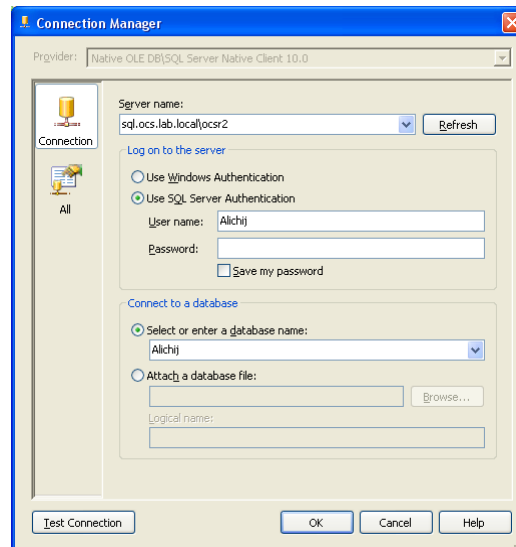 Connection Manager
Provider: Native OLE DB\SQL Server Native Client 10.0
Connection
All
Server name:
sql.ocs.lab.local\ocsr2
Refresh
Log on to the server
Use Windows Authentication
Use SQL Server Authentication
User name: Alichij
Password:
Save my password
Connect to a database
Select or enter a database name:
Alichij
Attach a database file:
Browse...
Logical name:
Test Connection OK Cancel Help